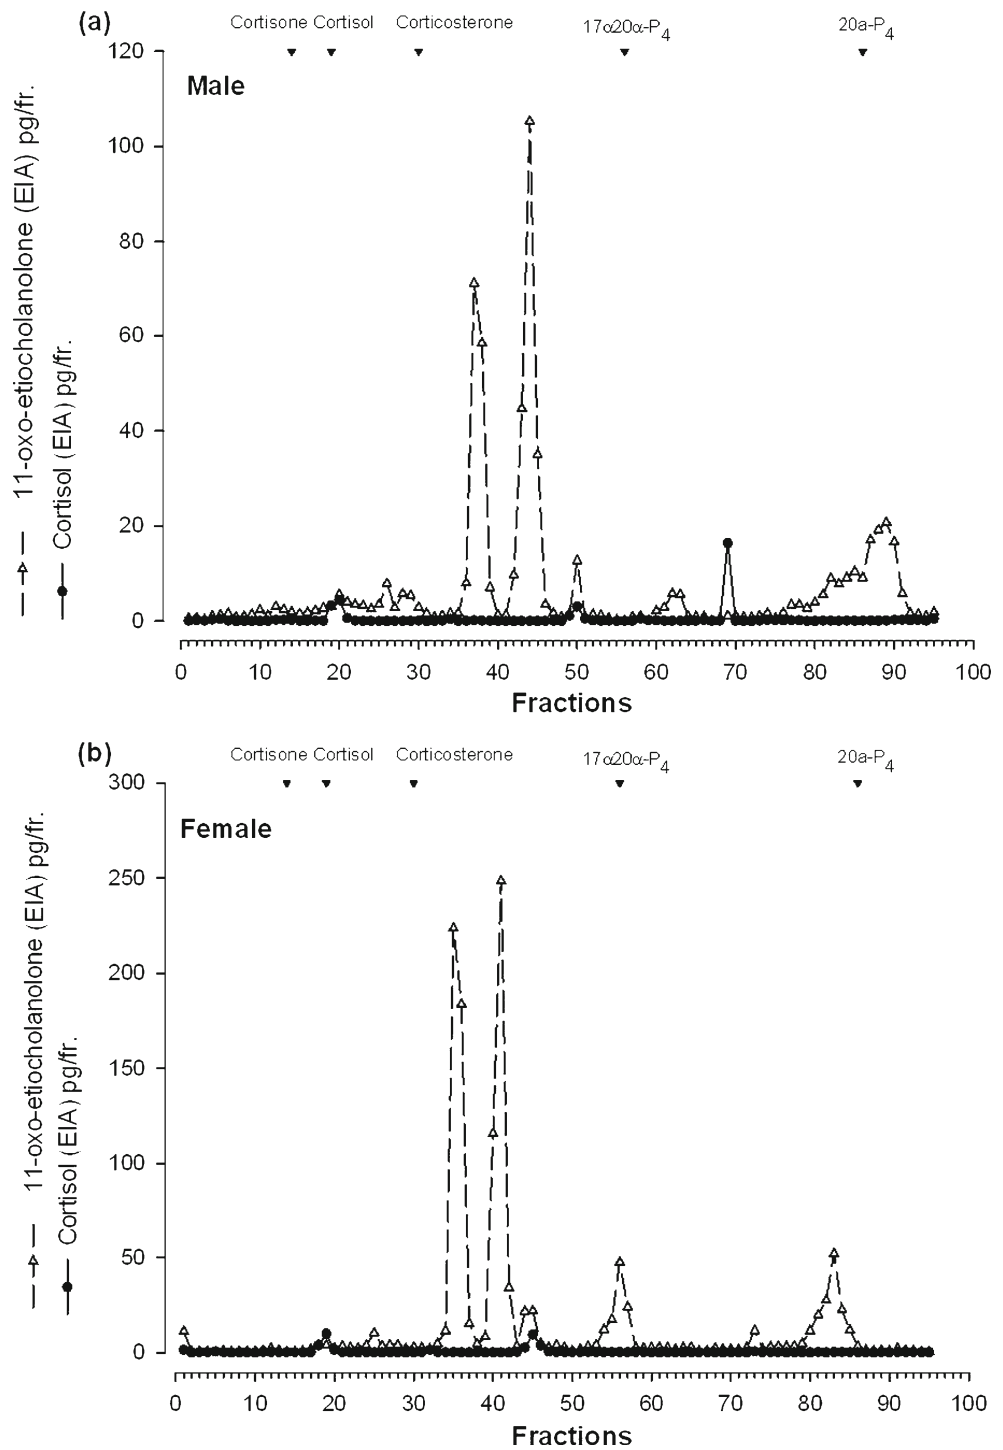 (a)
Cortisone Cortisol Corticosterone 17α20α-P4 20a-P4
120
100
80
60
40
20
0
Male
11-oxo-etiocholanolone (EIA) pg/fr.
Cortisol (EIA) pg/fr.
0 10 20 30 40 50 60 70 80 90 100
Fractions
(b)
Cortisone Cortisol Corticosterone 17α20α-P4 20a-P4
300
250
200
150
100
50
0
Female
11-oxo-etiocholanolone (EIA) pg/fr.
Cortisol (EIA) pg/fr.
0 10 20 30 40 50 60 70 80 90 100
Fractions